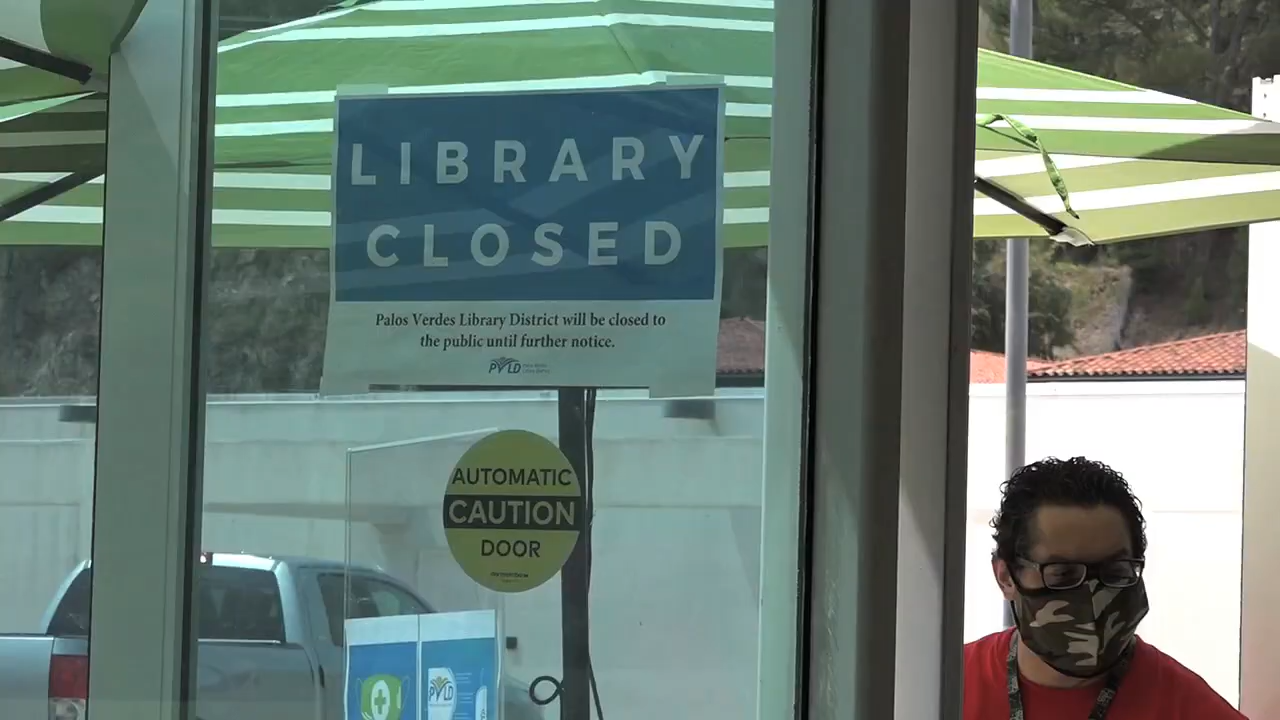 LIBRARY
CLOSED
Palos Verdes Library District will be closed to
the public until further notice.
PVLD
AUTOMATIC
CAUTION
DOOR
PVLD